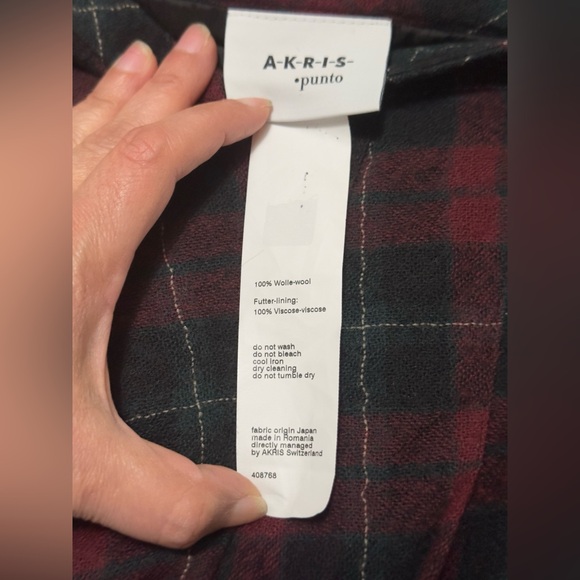 A-K-R-I-S-
•punto
100% Wolle-wool
Futter-lining:
100% Viscose-viscose
do not wash
do not bleach
cool iron
dry cleaning
do not tumble dry
fabric origin Japan
made in Romania
directly managed
by AKRIS Switzerland
408768